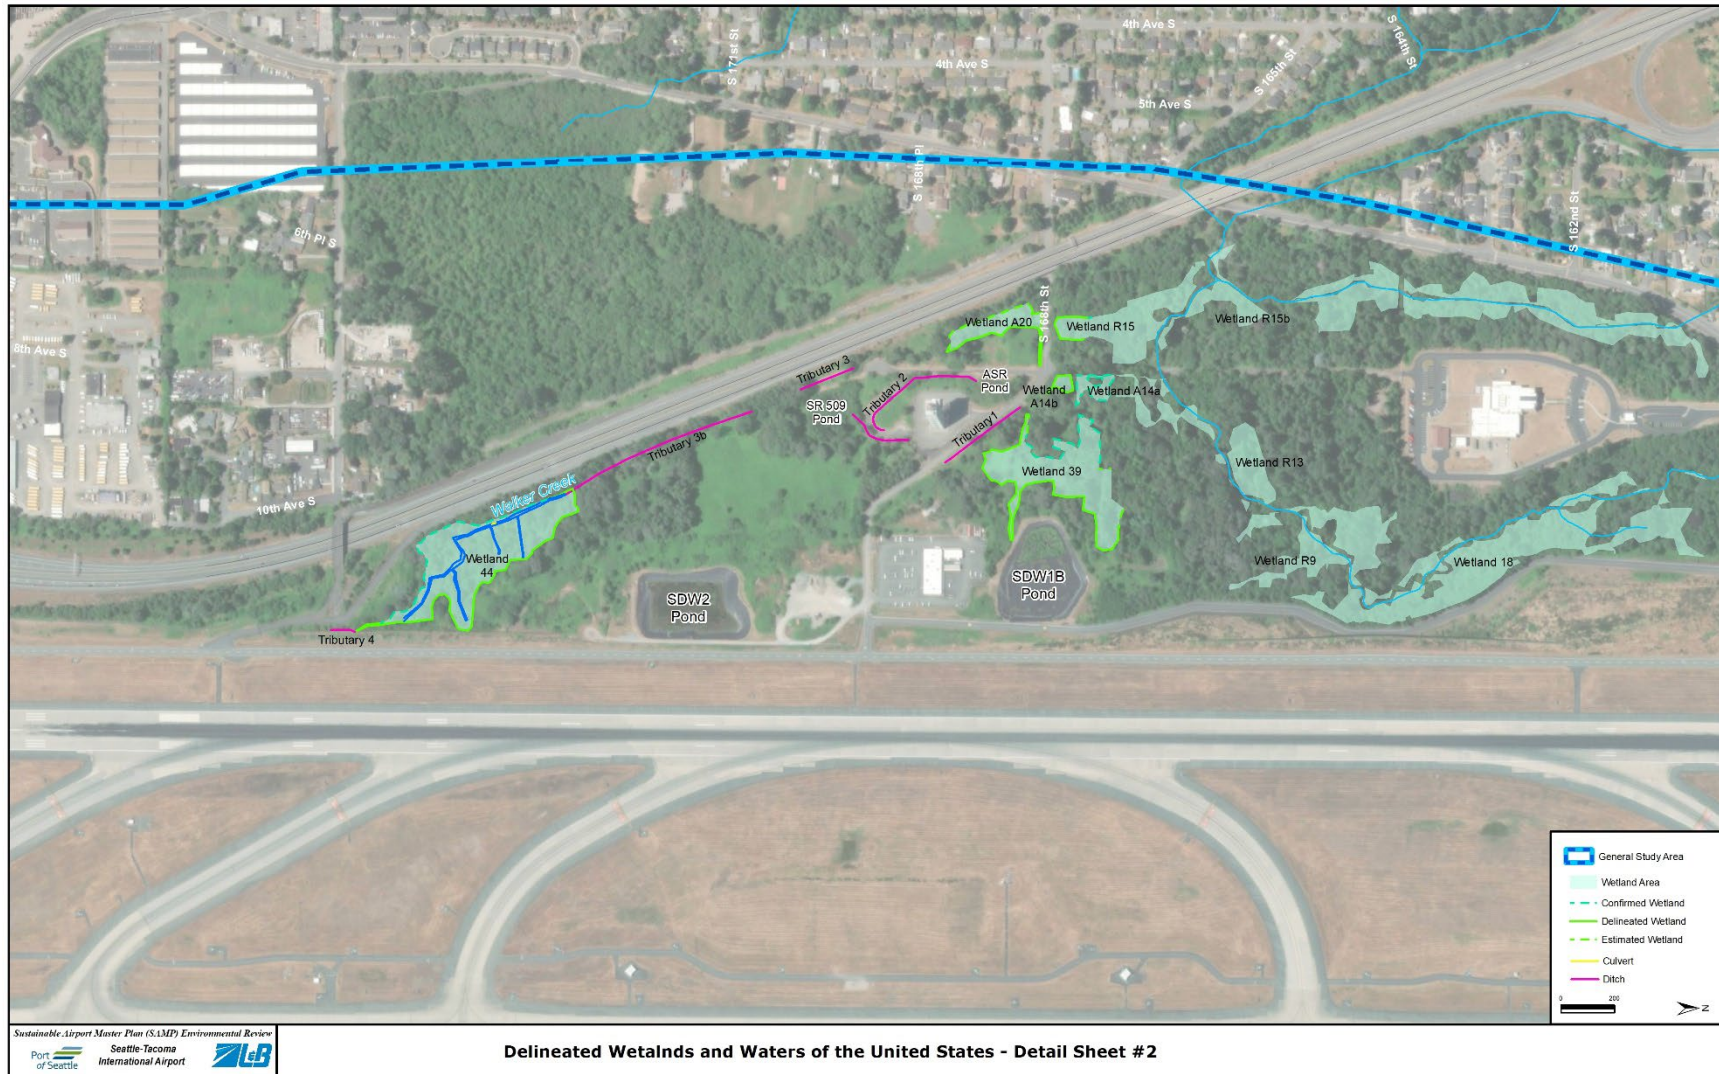 4th Ave S
S 171st St
4th Ave S
S 164th St
S 165th St
5th Ave S
S 168th Pl
S 162nd St
6th Pl S
8th Ave S
10th Ave S
S 168th St
Wetland A20
Wetland R15
Wetland R15b
Tributary 3
Tributary 2
ASR
Pond
Wetland
A14b
Wetland A14a
SR 509
Pond
Tributary1
Tributary 3b
Wetland 39
Wetland R13
Walker Creek
Wetland
44
Wetland R9
Wetland 18
SDW2
Pond
SDW1B
Pond
Tributary 4
General Study Area
Wetland Area
Confirmed Wetland
Delineated Wetland
Estimated Wetland
Culvert
Ditch
0 200
N
Sustainable Airport Master Plan (SAMP) Environmental Review
Port
of Seattle
Seattle-Tacoma
International Airport
L&B
Delineated Wetalnds and Waters of the United States - Detail Sheet #2